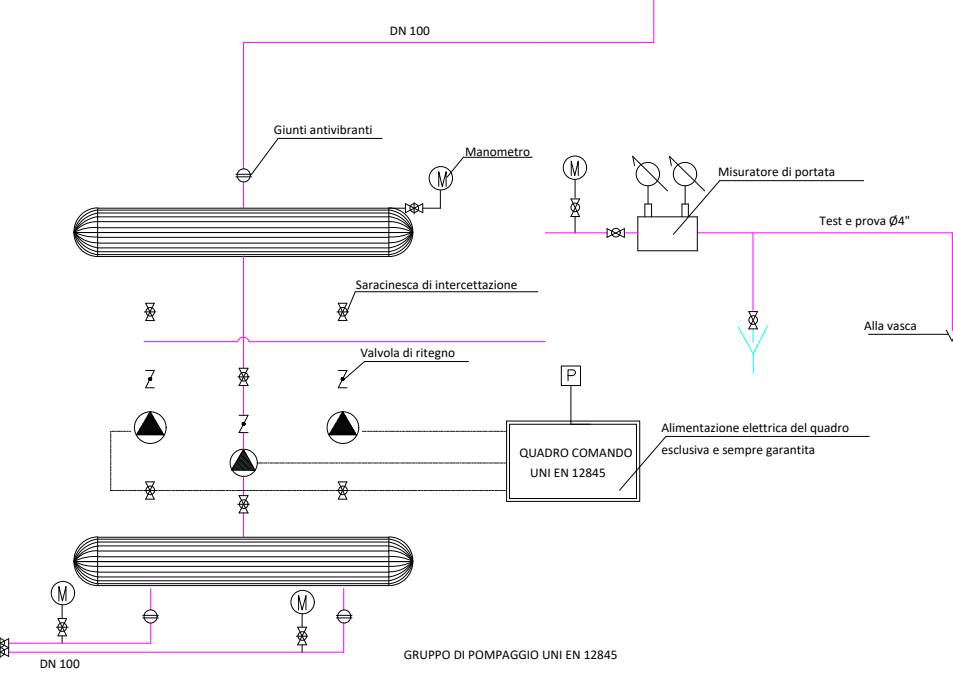 DN 100
Giunti antivibranti
Manometro
M
M
Misuratore di portata
Test e prova Ø4"
Saracinesca di intercettazione
Alla vasca
Valvola di ritegno
P
Alimentazione elettrica del quadro
esclusiva e sempre garantita
QUADRO COMANDO
UNI EN 12845
M
M
GRUPPO DI POMPAGGIO UNI EN 12845
DN 100